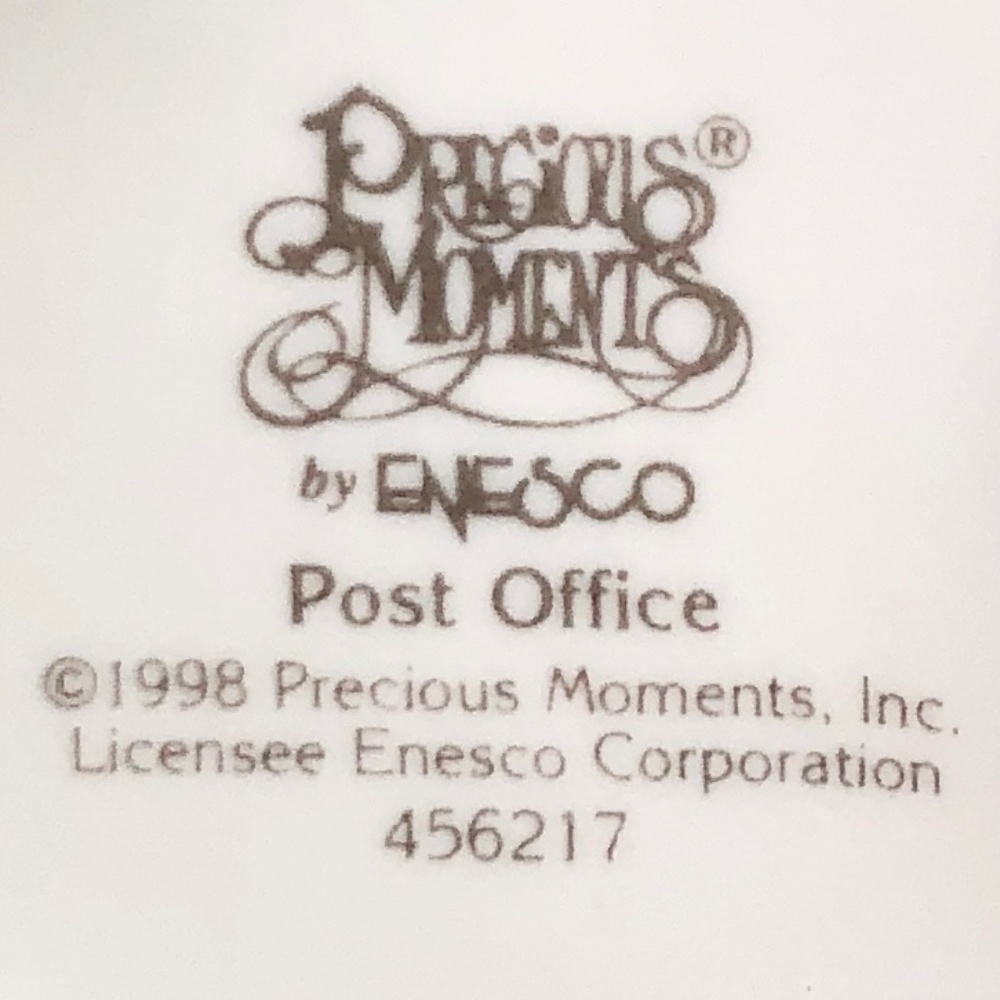 PRECIOUS®
MOMENTS
by ENESCO
Post Office
©1998 Precious Moments, Inc.
Licensee Enesco Corporation
456217